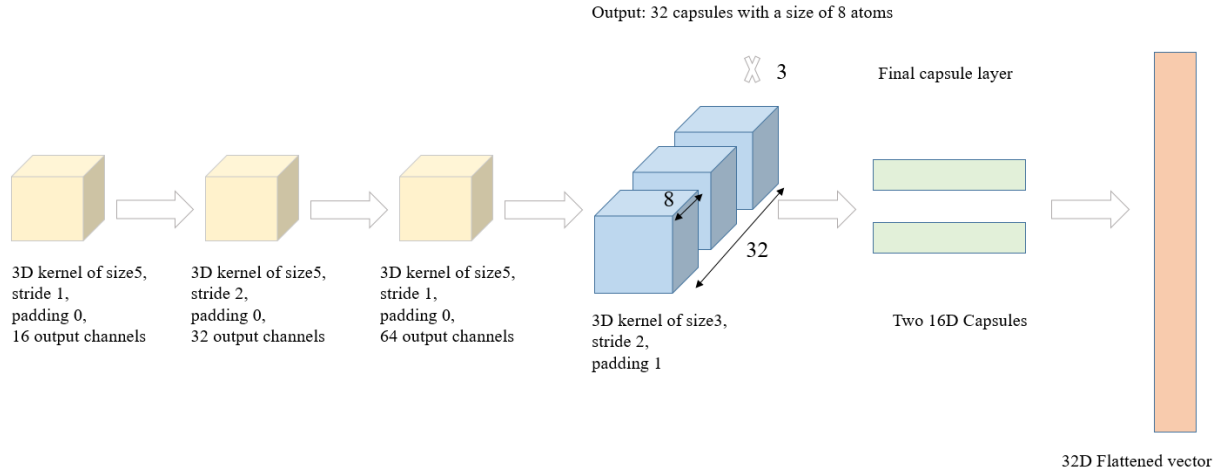 Output: 32 capsules with a size of 8 atoms
3
Final capsule layer
8
32
3D kernel of size5,
stride 1,
padding 0,
16 output channels
3D kernel of size5,
stride 2,
padding 0,
32 output channels
3D kernel of size5,
stride 1,
padding 0,
64 output channels
3D kernel of size3,
stride 2,
padding 1
Two 16D Capsules
32D Flattened vector